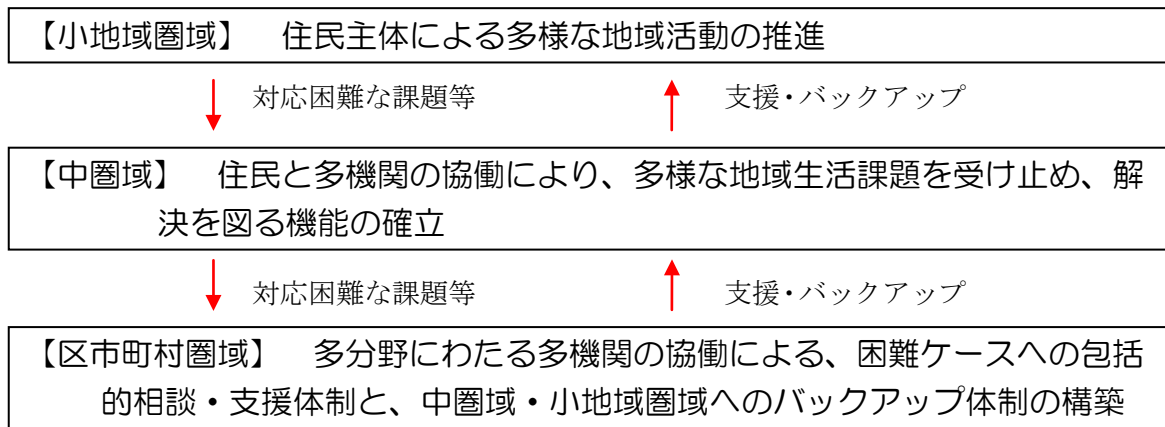 【小地域圏域】　住民主体による多様な地域活動の推進
対応困難な課題等　支援・バックアップ
【中圏域】　住民と多機関の協働により、多様な地域生活課題を受け止め、解
決を図る機能の確立
対応困難な課題等　支援・バックアップ
【区市町村圏域】　多分野にわたる多機関の協働による、困難ケースへの包括
的相談・支援体制と、中圏域・小地域圏域へのバックアップ体制の構築